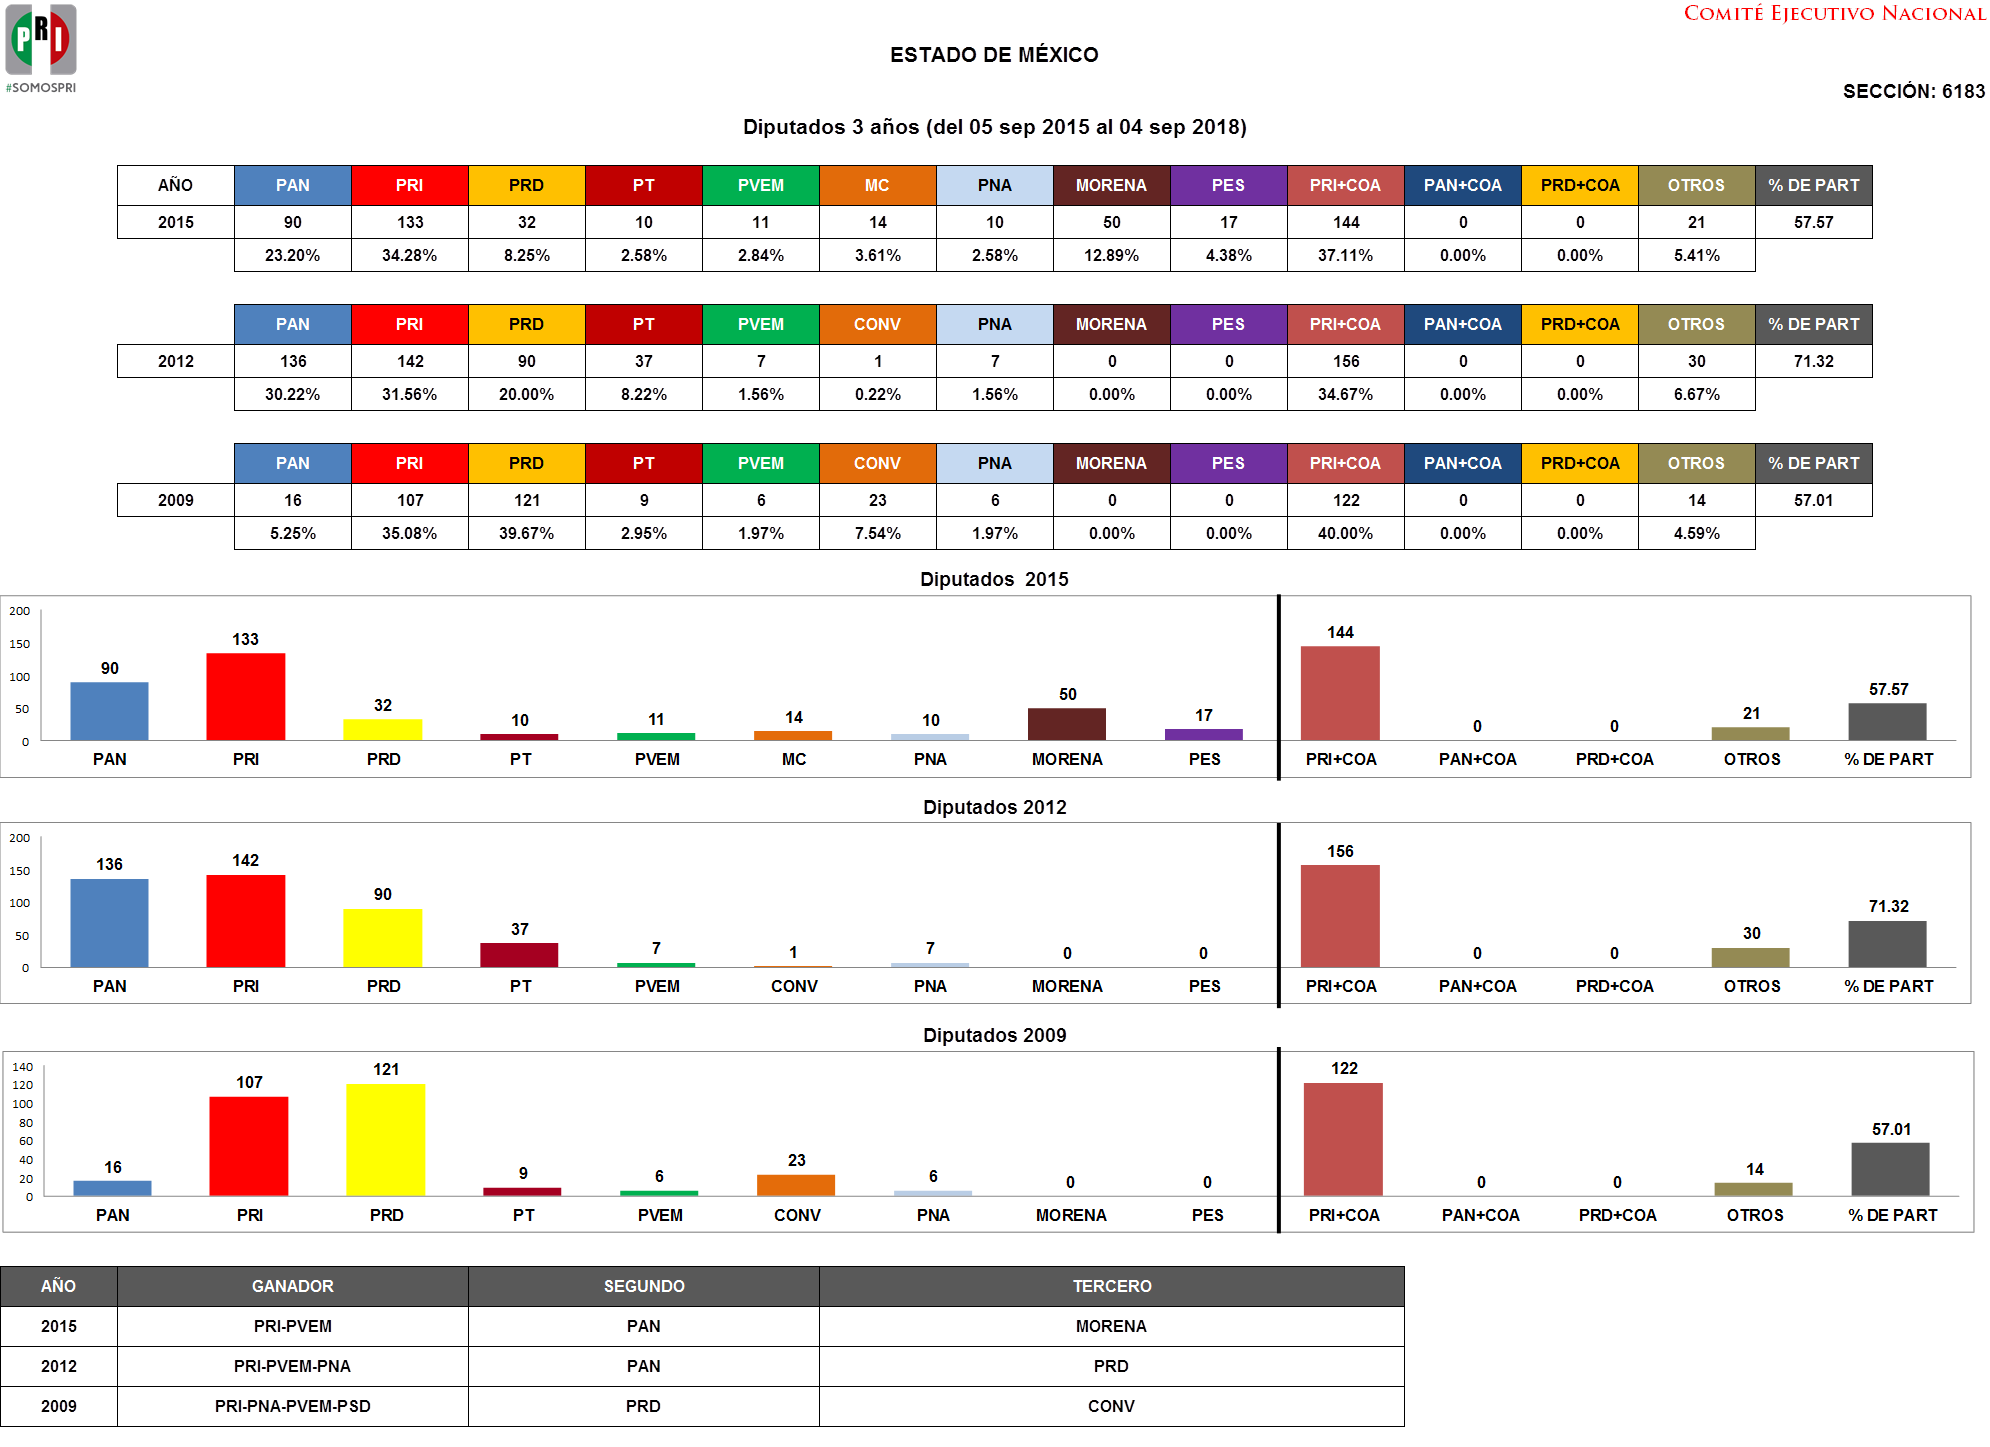 PRI
#SOMOSPRI
COMITÉ EJECUTIVO NACIONAL
ESTADO DE MÉXICO
SECCIÓN: 6183
Diputados 3 años (del 05 sep 2015 al 04 sep 2018)
AÑO PAN PRI PRD PT PVEM MC PNA MORENA PES PRI+COA PAN+COA PRD+COA OTROS % DE PART
2015 90 133 32 10 11 14 10 50 17 144 0 0 21 57.57
23.20% 34.28% 8.25% 2.58% 2.84% 3.61% 2.58% 12.89% 4.38% 37.11% 0.00% 0.00% 5.41%
PAN PRI PRD PT PVEM CONV PNA MORENA PES PRI+COA PAN+COA PRD+COA OTROS % DE PART
2012 136 142 90 37 7 1 7 0 0 156 0 0 30 71.32
30.22% 31.56% 20.00% 8.22% 1.56% 0.22% 1.56% 0.00% 0.00% 34.67% 0.00% 0.00% 6.67%
PAN PRI PRD PT PVEM CONV PNA MORENA PES PRI+COA PAN+COA PRD+COA OTROS % DE PART
2009 16 107 121 9 6 23 6 0 0 122 0 0 14 57.01
5.25% 35.08% 39.67% 2.95% 1.97% 7.54% 1.97% 0.00% 0.00% 40.00% 0.00% 0.00% 4.59%
Diputados 2015
200
150
100
50
0
90 133 32 10 11 14 10 50 17 144 0 0 21 57.57
PAN PRI PRD PT PVEM MC PNA MORENA PES PRI+COA PAN+COA PRD+COA OTROS % DE PART
Diputados 2012
200
150
100
50
0
136 142 90 37 7 1 7 0 0 156 0 0 30 71.32
PAN PRI PRD PT PVEM CONV PNA MORENA PES PRI+COA PAN+COA PRD+COA OTROS % DE PART
Diputados 2009
140
120
100
80
60
40
20
0
16 107 121 9 6 23 6 0 0 122 0 0 14 57.01
PAN PRI PRD PT PVEM CONV PNA MORENA PES PRI+COA PAN+COA PRD+COA OTROS % DE PART
AÑO GANADOR SEGUNDO TERCERO
2015 PRI-PVEM PAN MORENA
2012 PRI-PVEM-PNA PAN PRD
2009 PRI-PNA-PVEM-PSD PRD CONV